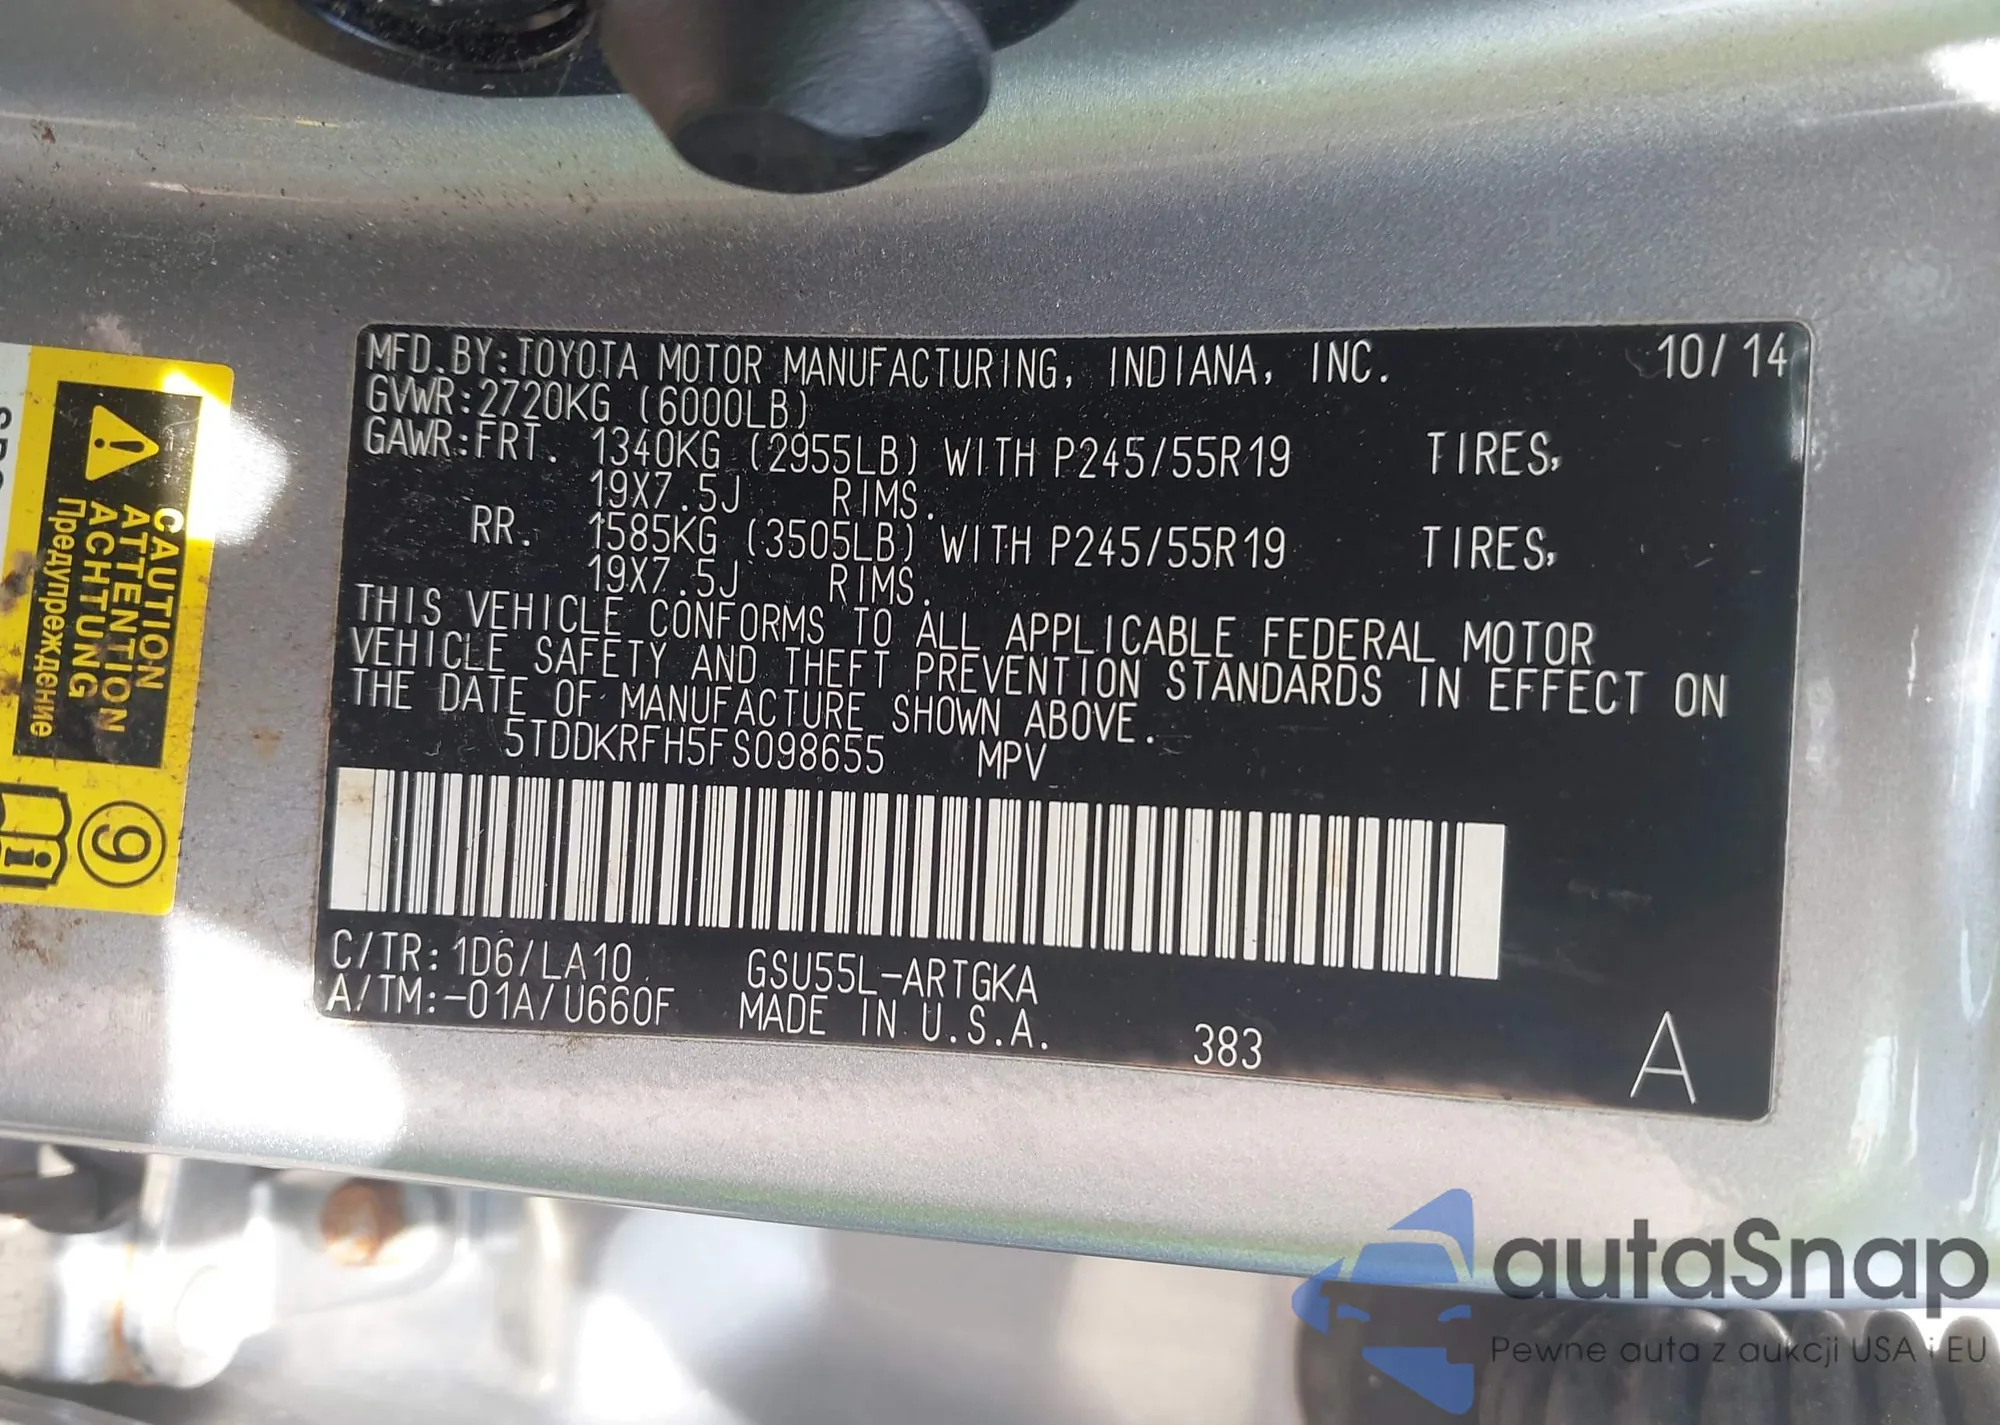 MFD.BY:TOYOTA MOTOR MANUFACTURING, INDIANA, INC. 10/14
GVWR:2720KG (6000LB)
GAWR:FRT. 1340KG (2955LB) WITH P245/55R19 TIRES,
19X7.5J RIMS.
RR. 1585KG (3505LB) WITH P245/55R19 TIRES,
19X7.5J RIMS.
THIS VEHICLE CONFORMS TO ALL APPLICABLE FEDERAL MOTOR
VEHICLE SAFETY AND THEFT PREVENTION STANDARDS IN EFFECT ON
THE DATE OF MANUFACTURE SHOWN ABOVE.
5TDDKRFH5FS098655 MPV
C/TR:1D6/LA10 GSU55L-ARTGKA
A/TM:-01A/U660F MADE IN U.S.A. 383 A
CAUTION
ATTENTION
ACHTUNG
Предупреждение
9
autaSnap
Pewne auta z aukcji USA i EU